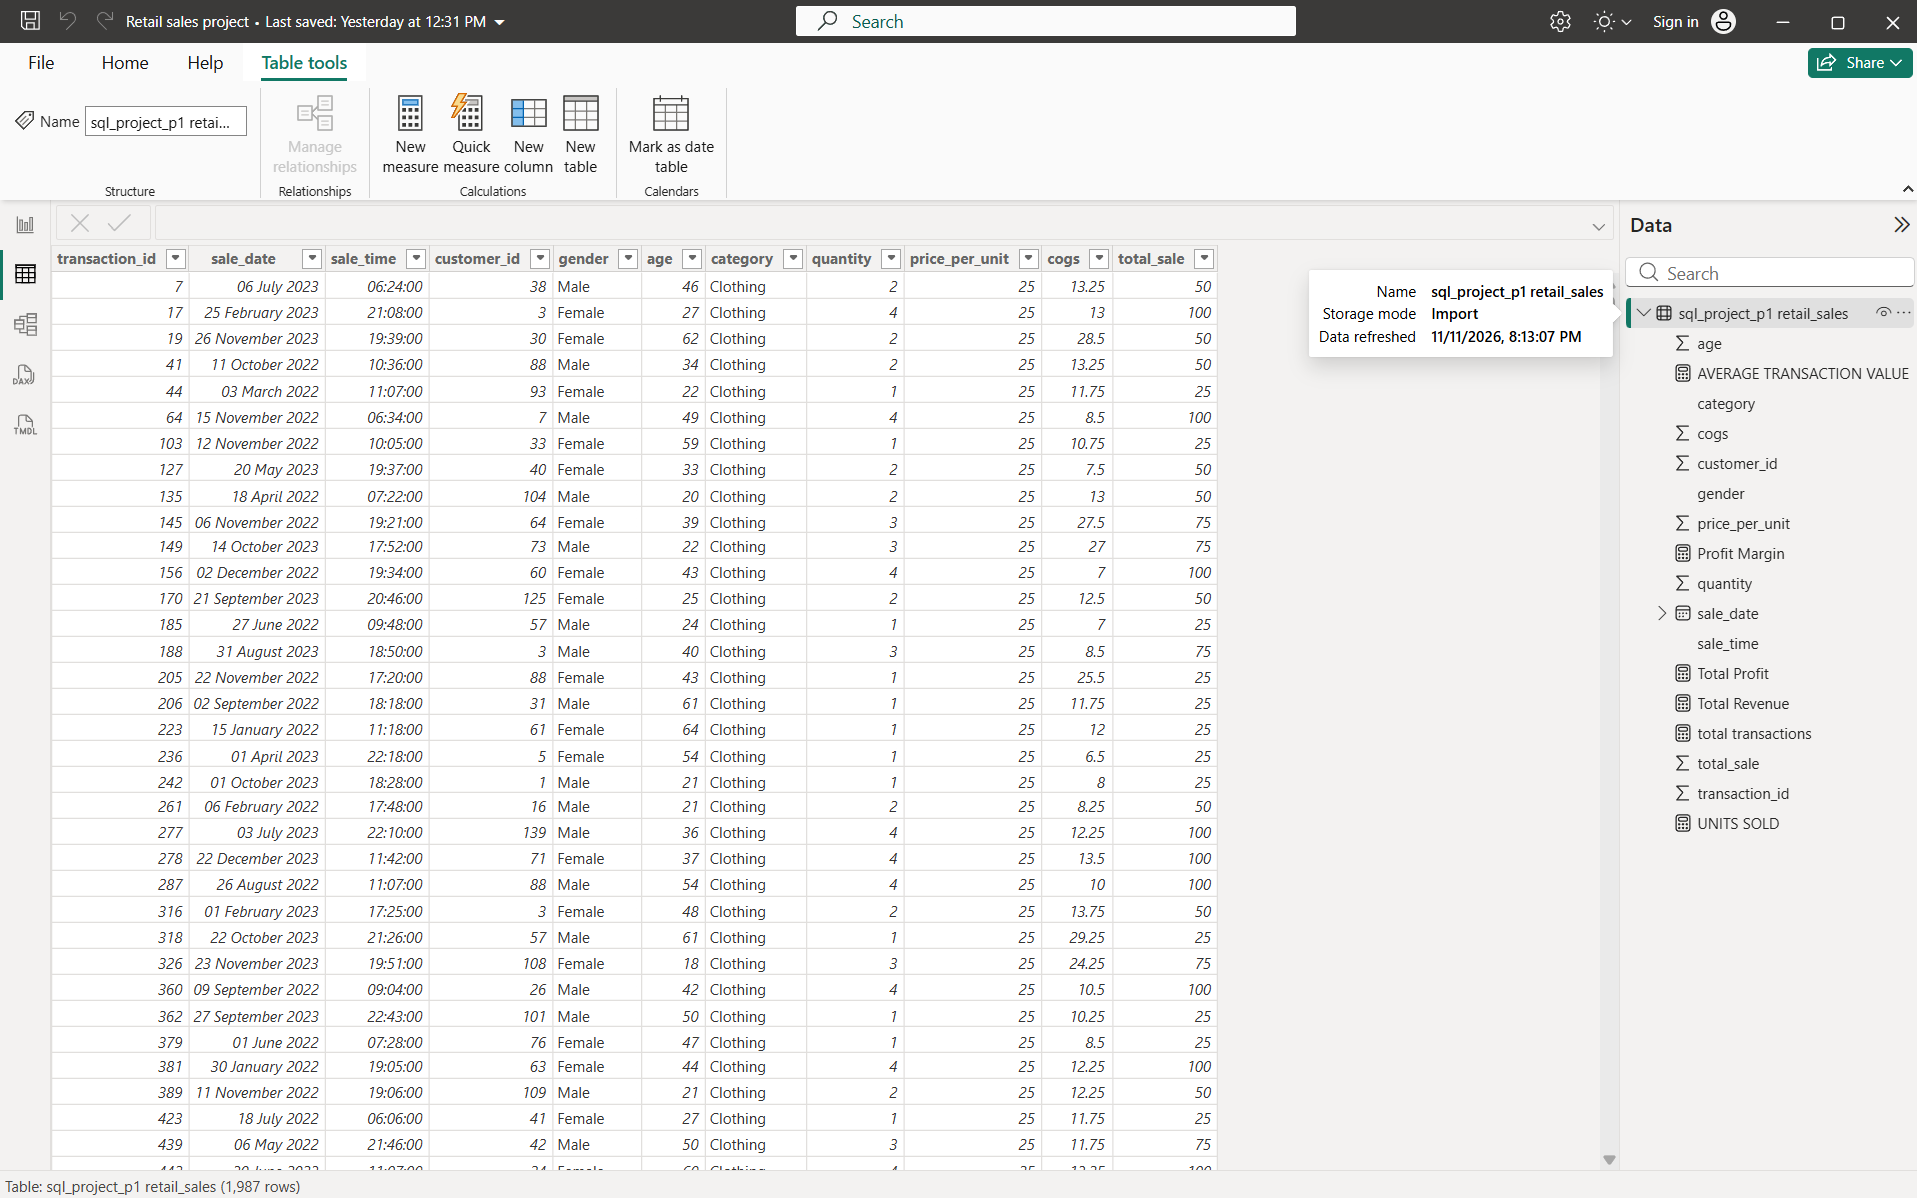 Retail sales project • Last saved: Yesterday at 12:31 PM
Search
Sign in
File Home Help Table tools
Share
Name sql_project_p1 retai...
Manage relationships
New measure
Quick measure
New column
New table
Mark as date table
Structure Relationships Calculations Calendars
transaction_id sale_date sale_time customer_id gender age category quantity price_per_unit cogs total_sale
7 06 July 2023 06:24:00 38 Male 46 Clothing 2 25 13.25 50
17 25 February 2023 21:08:00 3 Female 27 Clothing 4 25 13 100
19 26 November 2023 19:39:00 30 Female 62 Clothing 2 25 28.5 50
41 11 October 2022 10:36:00 88 Male 34 Clothing 2 25 13.25 50
44 03 March 2022 11:07:00 93 Female 22 Clothing 1 25 11.75 25
64 15 November 2022 06:34:00 7 Male 49 Clothing 4 25 8.5 100
103 12 November 2022 10:05:00 33 Female 59 Clothing 1 25 10.75 25
127 20 May 2023 19:37:00 40 Female 33 Clothing 2 25 7.5 50
135 18 April 2022 07:22:00 104 Male 20 Clothing 2 25 13 50
145 06 November 2022 19:21:00 64 Female 39 Clothing 3 25 27.5 75
149 14 October 2023 17:52:00 73 Male 22 Clothing 3 25 27 75
156 02 December 2022 19:34:00 60 Female 43 Clothing 4 25 7 100
170 21 September 2023 20:46:00 125 Female 25 Clothing 2 25 12.5 50
185 27 June 2022 09:48:00 57 Male 24 Clothing 1 25 7 25
188 31 August 2023 18:50:00 3 Male 40 Clothing 3 25 8.5 75
205 22 November 2022 17:20:00 88 Female 43 Clothing 1 25 25.5 25
206 02 September 2022 18:18:00 31 Male 61 Clothing 1 25 11.75 25
223 15 January 2022 11:18:00 61 Female 64 Clothing 1 25 12 25
236 01 April 2023 22:18:00 5 Female 54 Clothing 1 25 6.5 25
242 01 October 2023 18:28:00 1 Male 21 Clothing 1 25 8 25
261 06 February 2022 17:48:00 16 Male 21 Clothing 2 25 8.25 50
277 03 July 2023 22:10:00 139 Male 36 Clothing 4 25 12.25 100
278 22 December 2023 11:42:00 71 Female 37 Clothing 4 25 13.5 100
287 26 August 2022 11:07:00 88 Male 54 Clothing 4 25 10 100
316 01 February 2023 17:25:00 3 Female 48 Clothing 2 25 13.75 50
318 22 October 2023 21:26:00 57 Male 61 Clothing 1 25 29.25 25
326 23 November 2023 19:51:00 108 Female 18 Clothing 3 25 24.25 75
360 09 September 2022 09:04:00 26 Male 42 Clothing 4 25 10.5 100
362 27 September 2023 22:43:00 101 Male 50 Clothing 1 25 10.25 25
379 01 June 2022 07:28:00 76 Female 47 Clothing 1 25 8.5 25
381 30 January 2022 19:05:00 63 Female 44 Clothing 4 25 12.25 100
389 11 November 2022 19:06:00 109 Male 21 Clothing 2 25 12.25 50
423 18 July 2022 06:06:00 41 Female 27 Clothing 1 25 11.75 25
439 06 May 2022 21:46:00 42 Male 50 Clothing 3 25 11.75 75
Name sql_project_p1 retail_sales
Storage mode Import
Data refreshed 11/11/2026, 8:13:07 PM
Data
Search
sql_project_p1 retail_sales
age
AVERAGE TRANSACTION VALUE
category
cogs
customer_id
gender
price_per_unit
Profit Margin
quantity
sale_date
sale_time
Total Profit
Total Revenue
total transactions
total_sale
transaction_id
UNITS SOLD
DAX
TMDL
Table: sql_project_p1 retail_sales (1,987 rows)